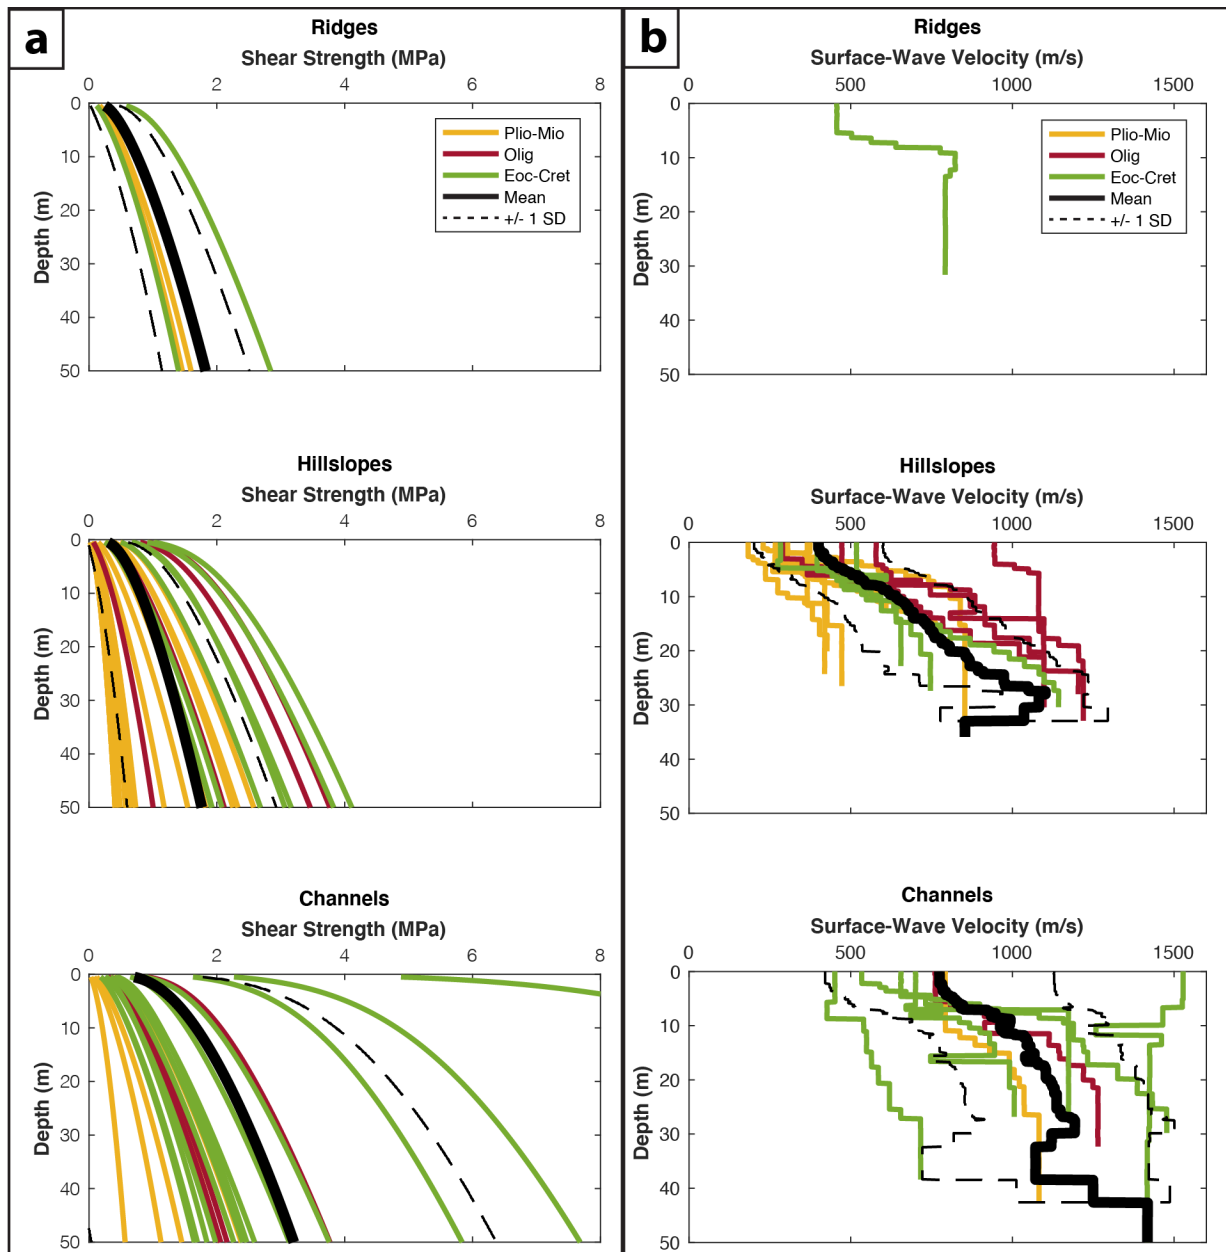 a
Ridges
Shear Strength (MPa)
0 2 4 6 8
0
10
20
30
40
50
Depth (m)
Plio-Mio
Olig
Eoc-Cret
Mean
+/- 1 SD
Hillslopes
Shear Strength (MPa)
0 2 4 6 8
0
10
20
30
40
50
Depth (m)
Channels
Shear Strength (MPa)
0 2 4 6 8
0
10
20
30
40
50
Depth (m)
b
Ridges
Surface-Wave Velocity (m/s)
0 500 1000 1500
0
10
20
30
40
50
Depth (m)
Plio-Mio
Olig
Eoc-Cret
Mean
+/- 1 SD
Hillslopes
Surface-Wave Velocity (m/s)
0 500 1000 1500
0
10
20
30
40
50
Depth (m)
Channels
Surface-Wave Velocity (m/s)
0 500 1000 1500
0
10
20
30
40
50
Depth (m)